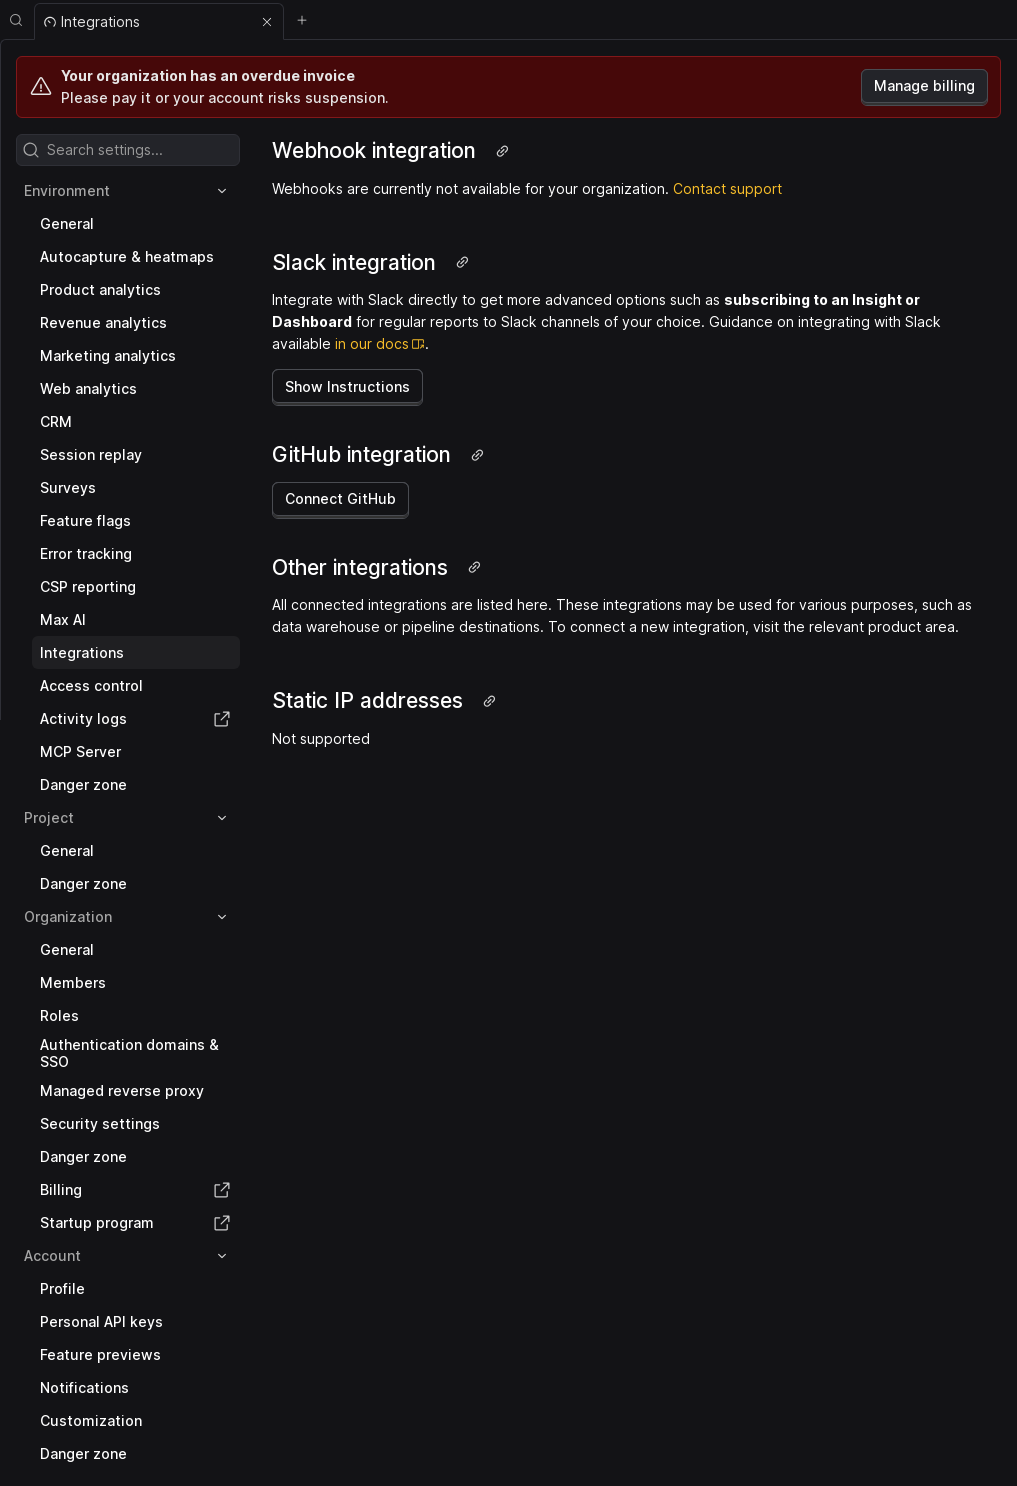 Integrations
Your organization has an overdue invoice
Please pay it or your account risks suspension.
Manage billing
Search settings...
Environment
General
Autocapture & heatmaps
Product analytics
Revenue analytics
Marketing analytics
Web analytics
CRM
Session replay
Surveys
Feature flags
Error tracking
CSP reporting
Max AI
Integrations
Access control
Activity logs
MCP Server
Danger zone
Project
General
Danger zone
Organization
General
Members
Roles
Authentication domains &
SSO
Managed reverse proxy
Security settings
Danger zone
Billing
Startup program
Account
Profile
Personal API keys
Feature previews
Notifications
Customization
Danger zone
Webhook integration
Webhooks are currently not available for your organization. Contact support
Slack integration
Integrate with Slack directly to get more advanced options such as subscribing to an Insight or
Dashboard for regular reports to Slack channels of your choice. Guidance on integrating with Slack
available in our docs.
Show Instructions
GitHub integration
Connect GitHub
Other integrations
All connected integrations are listed here. These integrations may be used for various purposes, such as
data warehouse or pipeline destinations. To connect a new integration, visit the relevant product area.
Static IP addresses
Not supported